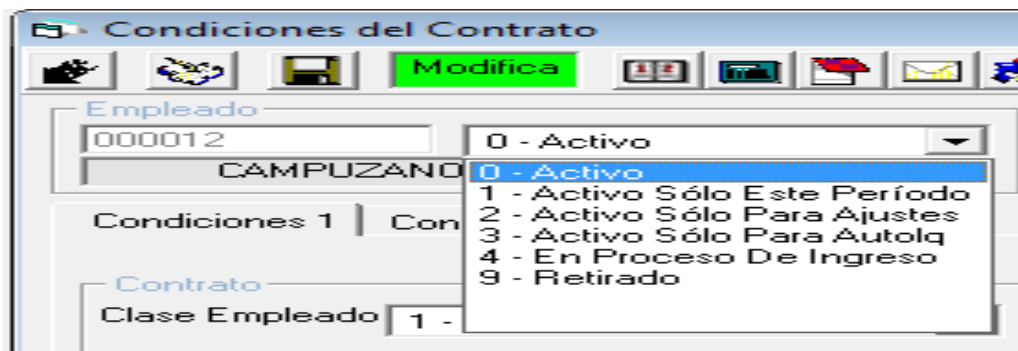 Condiciones del Contrato
Modifica
Empleado
000012
0 - Activo
CAMPUZANO
0 - Activo
1 - Activo Sólo Este Período
2 - Activo Sólo Para Ajustes
3 - Activo Sólo Para Autolq
4 - En Proceso De Ingreso
9 - Retirado
Condiciones 1
Con
Contrato
Clase Empleado
1 -